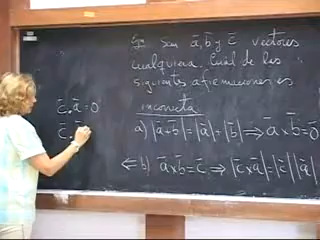 Sean ā, b̄ y c̄ vectores
cualquiera. Cuál de las
siguientes afirmaciones es
incorrecta
a) |ā+b̄|=|ā|+|b̄| ⟹ ā×b̄=0̄
⇐ b) ā×b̄=c̄ ⟹ |c̄×ā|=|c̄||ā|
c̄·ā=0
c̄·